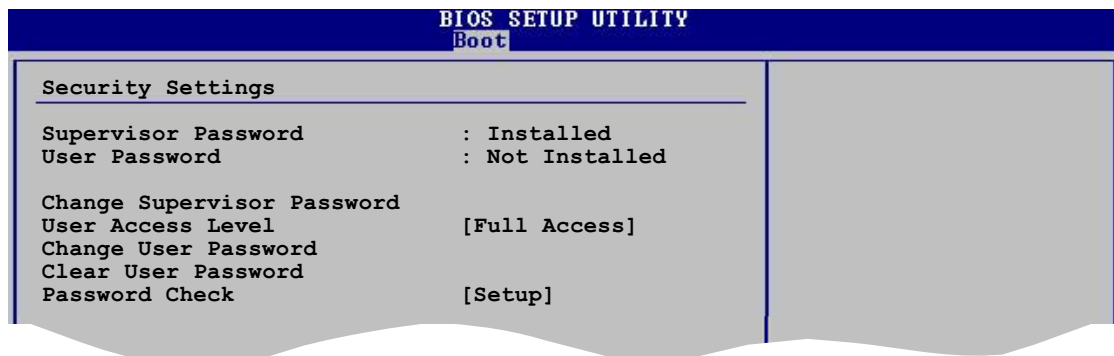 BIOS SETUP UTILITY
Boot
Security Settings
Supervisor Password : Installed
User Password : Not Installed
Change Supervisor Password
User Access Level [Full Access]
Change User Password
Clear User Password
Password Check [Setup]